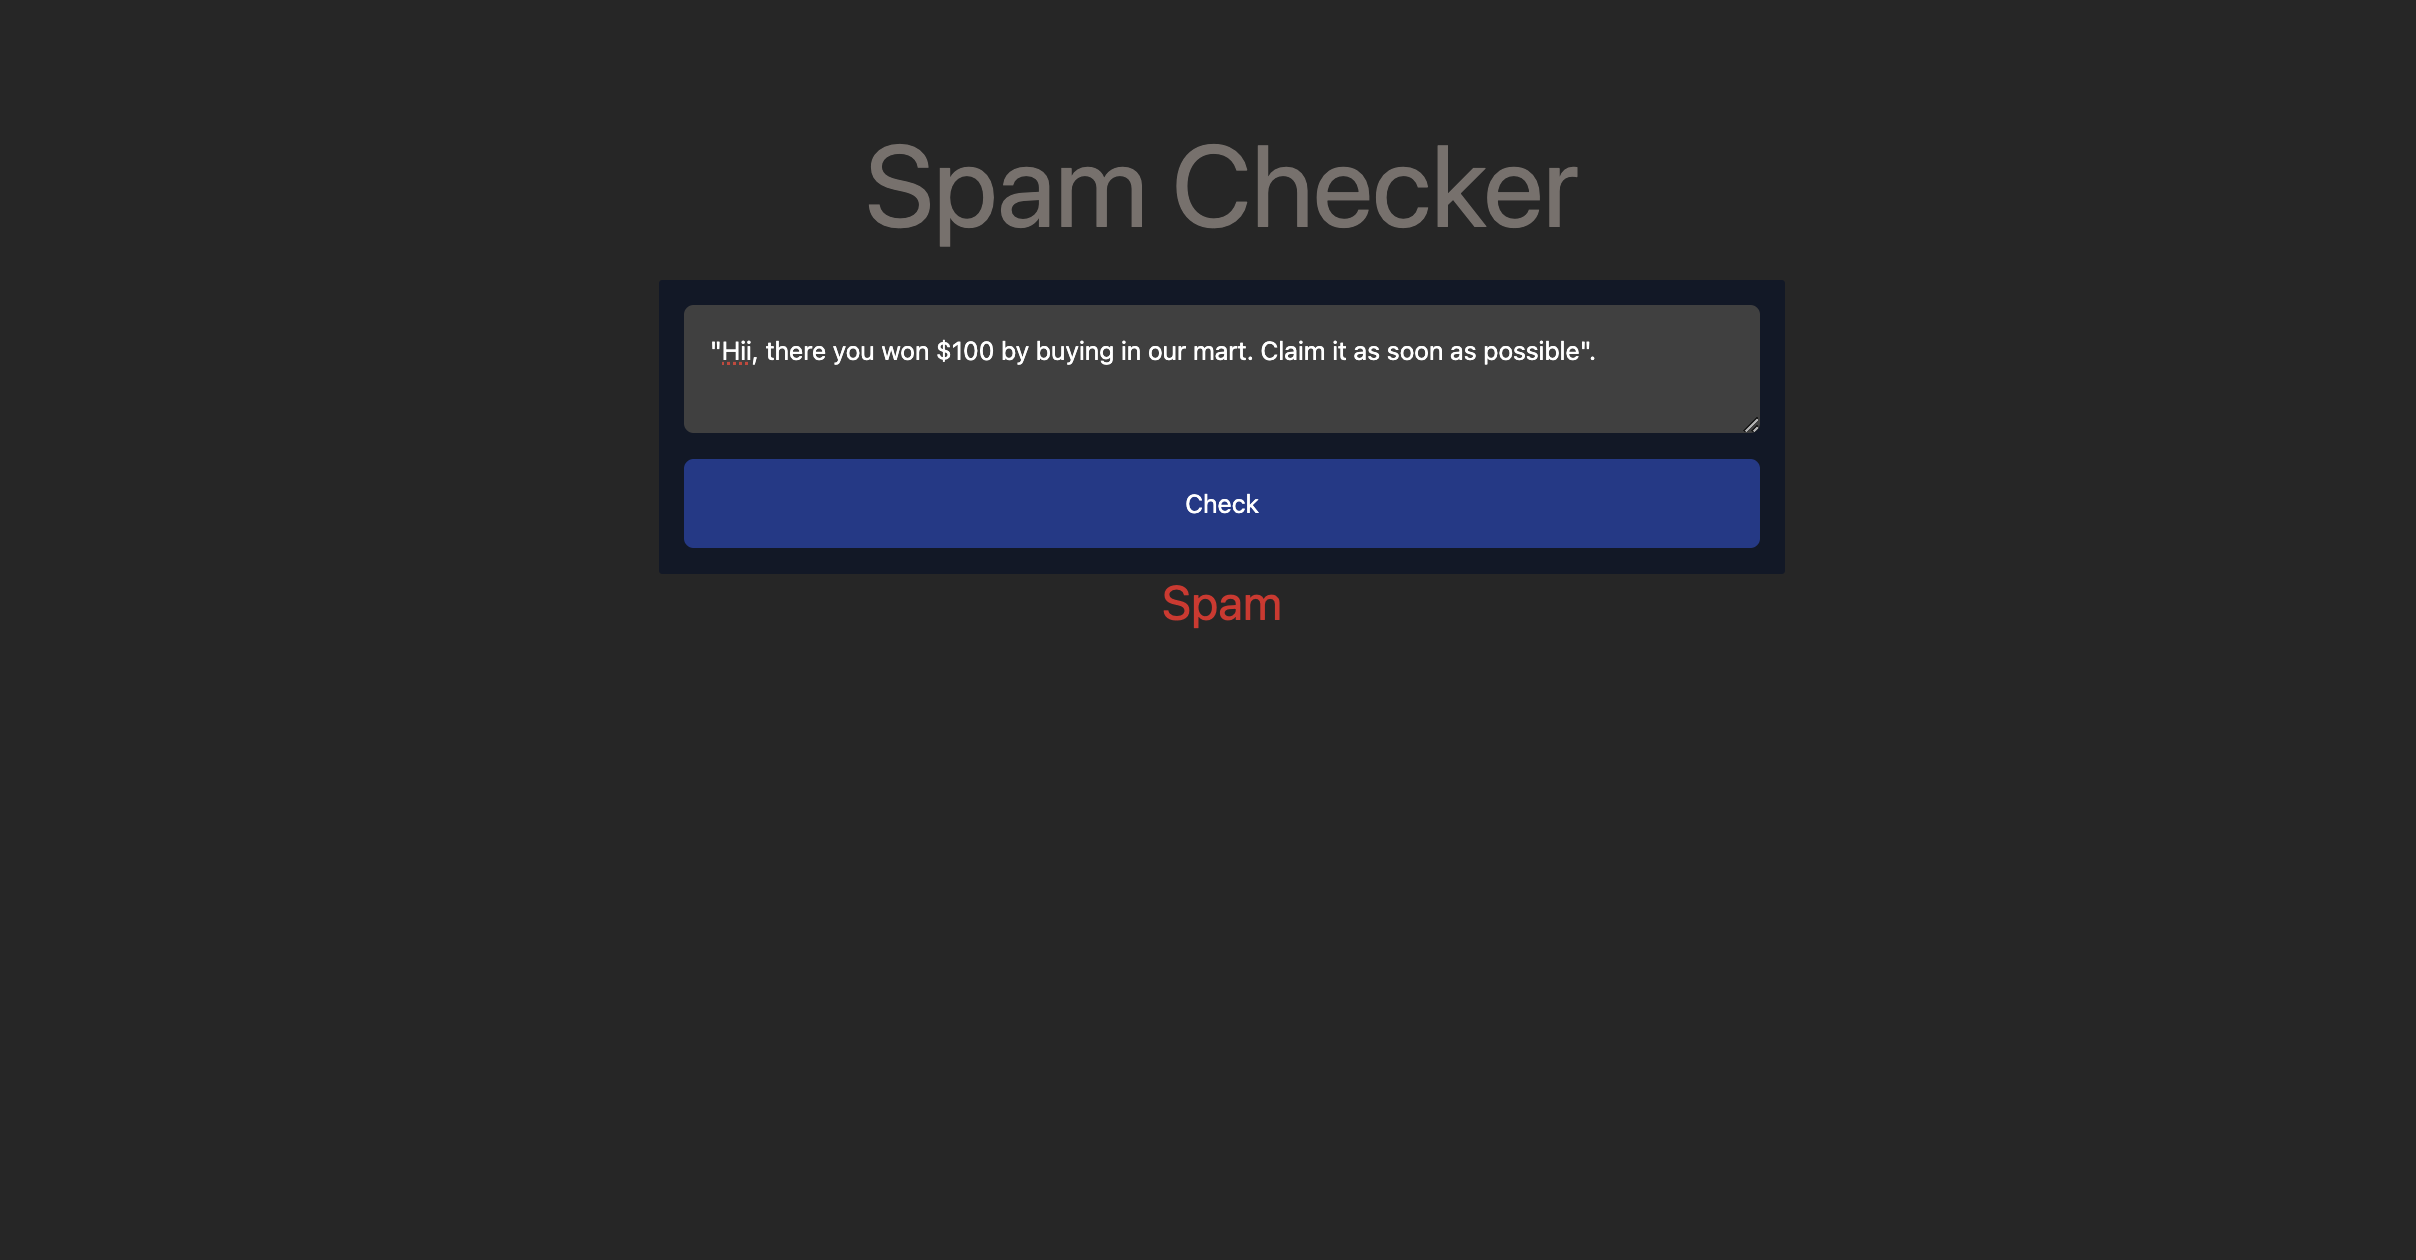 Spam Checker
"Hii, there you won $100 by buying in our mart. Claim it as soon as possible".
Check
Spam